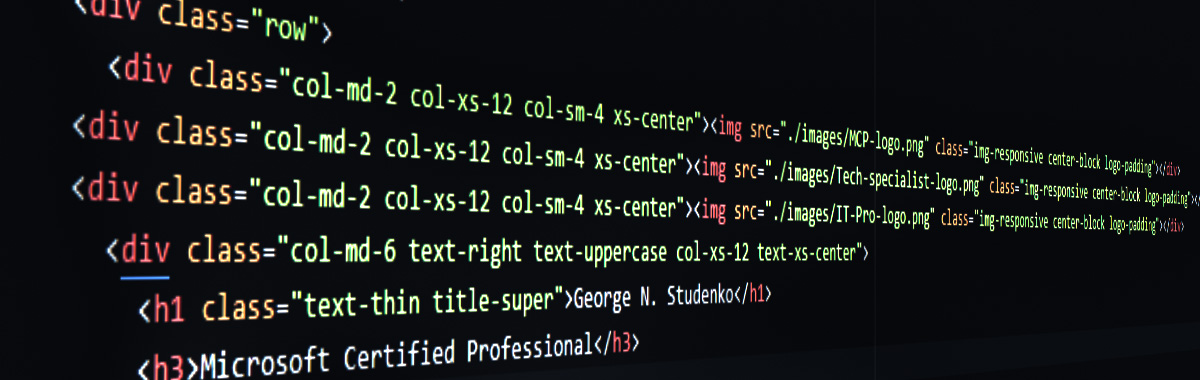 <div class="row">
<div class="col-md-2 col-xs-12 col-sm-4 xs-center"><img src="./images/MCP-logo.png" class="img-responsive center-block logo-padding"></div>
<div class="col-md-2 col-xs-12 col-sm-4 xs-center"><img src="./images/Tech-specialist-logo.png" class="img-responsive center-block logo-padding"><
<div class="col-md-2 col-xs-12 col-sm-4 xs-center"><img src="./images/IT-Pro-logo.png" class="img-responsive center-block logo-padding"></div>
<div class="col-md-6 text-right text-uppercase col-xs-12 text-xs-center">
<h1 class="text-thin title-super">George N. Studenko</h1>
<h3>Microsoft Certified Professional</h3>